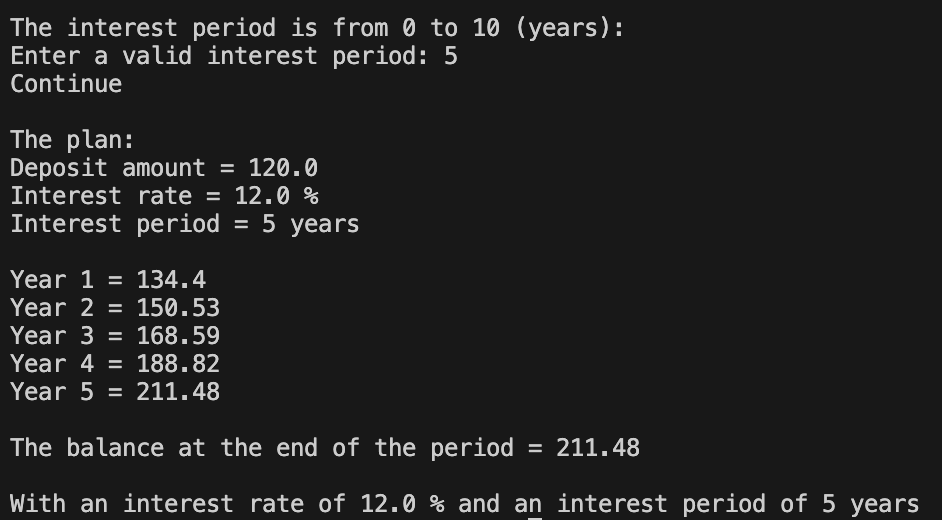 The interest period is from 0 to 10 (years):
Enter a valid interest period: 5
Continue
The plan:
Deposit amount = 120.0
Interest rate = 12.0 %
Interest period = 5 years
Year 1 = 134.4
Year 2 = 150.53
Year 3 = 168.59
Year 4 = 188.82
Year 5 = 211.48
The balance at the end of the period = 211.48
With an interest rate of 12.0 % and an interest period of 5 years